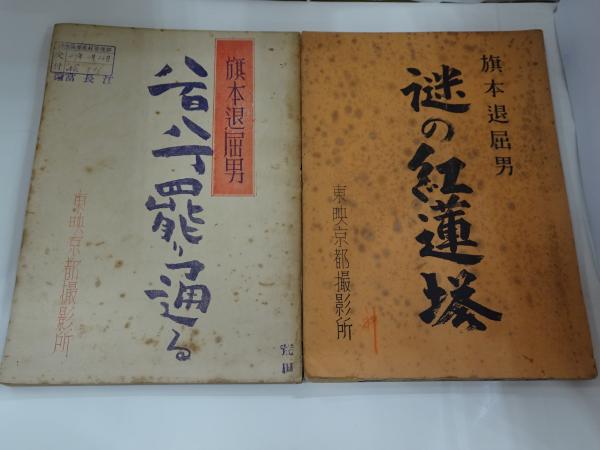 旗本退屈男
八百八丁罷り通る
東映京都撮影所
旗本退屈男
謎の紅蓮塔
東映京都撮影所